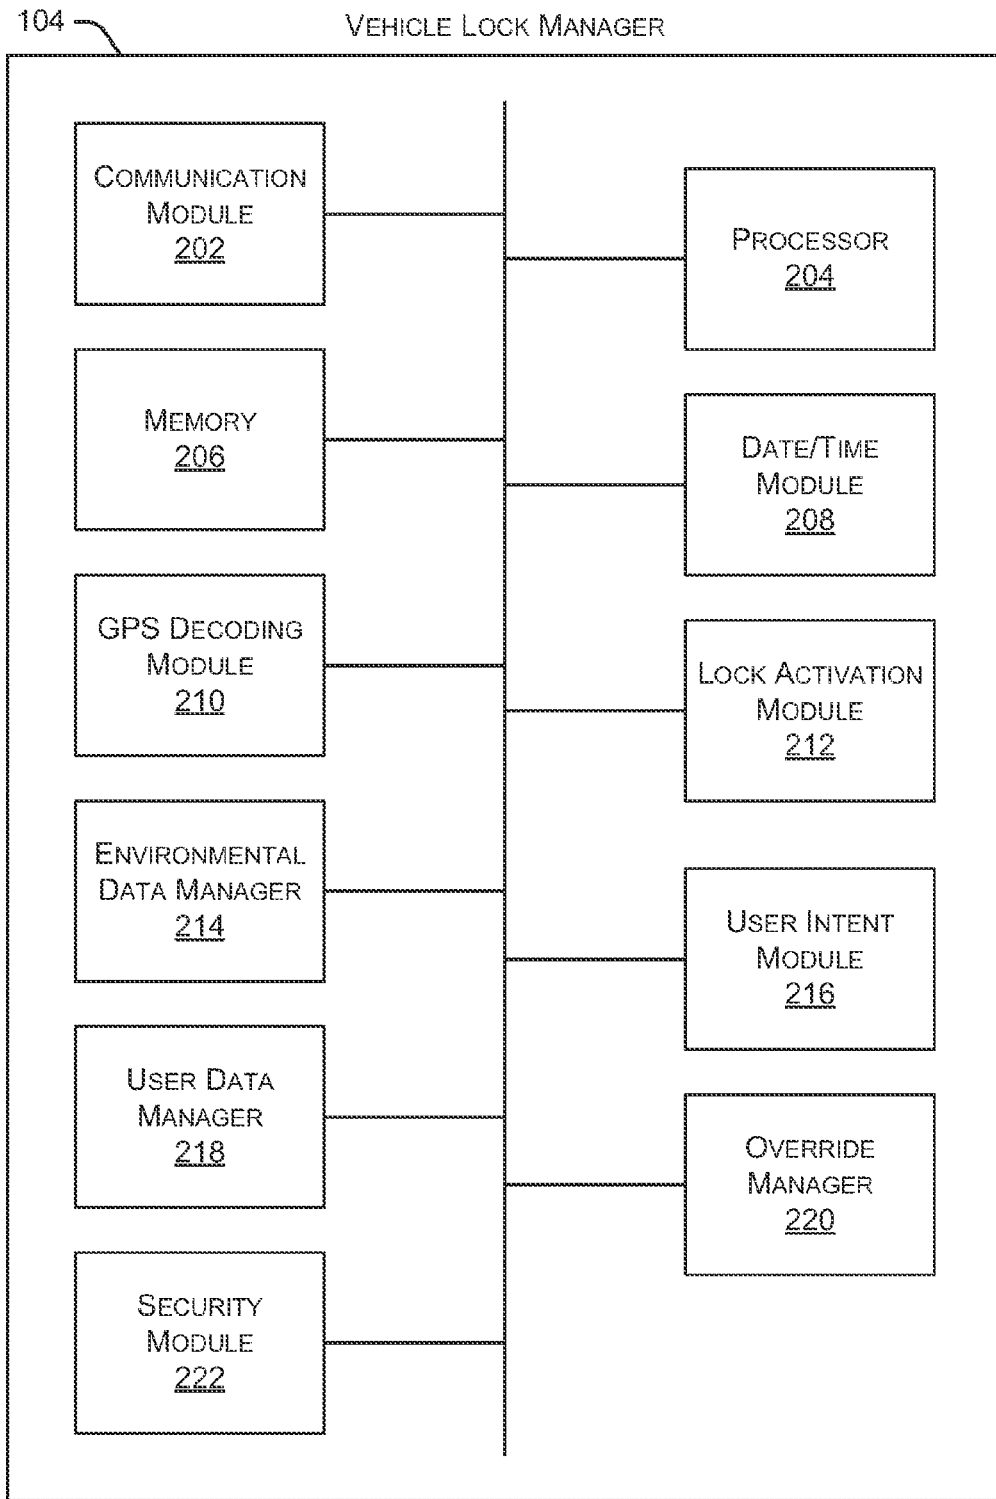 104
VEHICLE LOCK MANAGER
COMMUNICATION
MODULE
202
PROCESSOR
204
MEMORY
206
DATE/TIME
MODULE
208
GPS DECODING
MODULE
210
LOCK ACTIVATION
MODULE
212
ENVIRONMENTAL
DATA MANAGER
214
USER INTENT
MODULE
216
USER DATA
MANAGER
218
OVERRIDE
MANAGER
220
SECURITY
MODULE
222